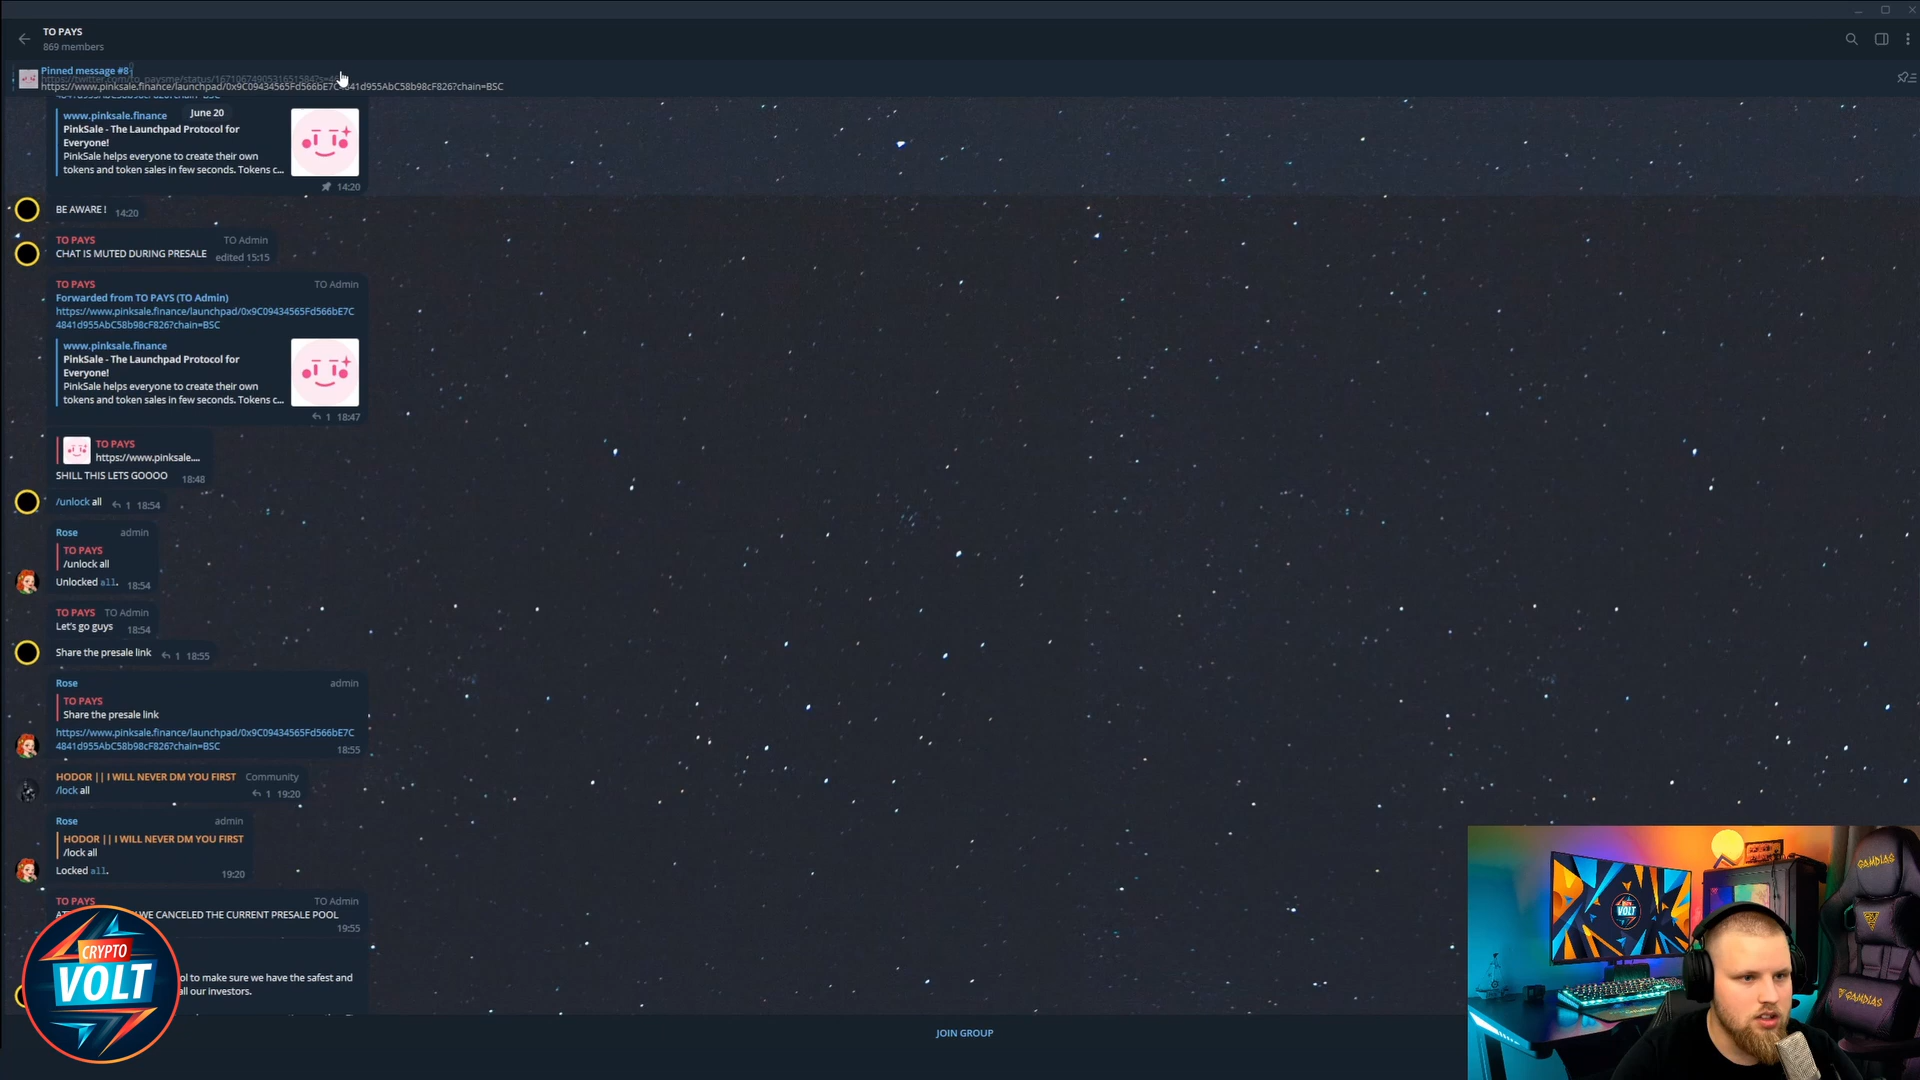 TO PAYS
869 members
Pinned message #8
https://www.pinksale.finance/launchpad/0x9C09434565Fd566bE7C4841d955AbC58b98cF826?chain=BSC
June 20
www.pinksale.finance
PinkSale - The Launchpad Protocol for
Everyone!
PinkSale helps everyone to create their own
tokens and token sales in few seconds. Tokens c...
14:20
BE AWARE ! 14:20
TO PAYS TO Admin
CHAT IS MUTED DURING PRESALE edited 15:15
TO PAYS TO Admin
Forwarded from TO PAYS (TO Admin)
https://www.pinksale.finance/launchpad/0x9C09434565Fd566bE7C
4841d955AbC58b98cF826?chain=BSC
www.pinksale.finance
PinkSale - The Launchpad Protocol for
Everyone!
PinkSale helps everyone to create their own
tokens and token sales in few seconds. Tokens c...
1 18:47
TO PAYS
https://www.pinksale....
SHILL THIS LETS GOOOO 18:48
/unlock all 1 18:54
Rose admin
TO PAYS
/unlock all
Unlocked all. 18:54
TO PAYS TO Admin
Let's go guys 18:54
Share the presale link 1 18:55
Rose admin
TO PAYS
Share the presale link
https://www.pinksale.finance/launchpad/0x9C09434565Fd566bE7C
4841d955AbC58b98cF826?chain=BSC 18:55
HODOR || I WILL NEVER DM YOU FIRST Community
/lock all 1 19:20
Rose admin
HODOR || I WILL NEVER DM YOU FIRST
/lock all
Locked all. 19:20
TO PAYS TO Admin
WE CANCELED THE CURRENT PRESALE POOL
19:55
to make sure we have the safest and
all our investors.
CRYPTO
VOLT
JOIN GROUP
VOLT
GAMDIAS
GAMDIAS